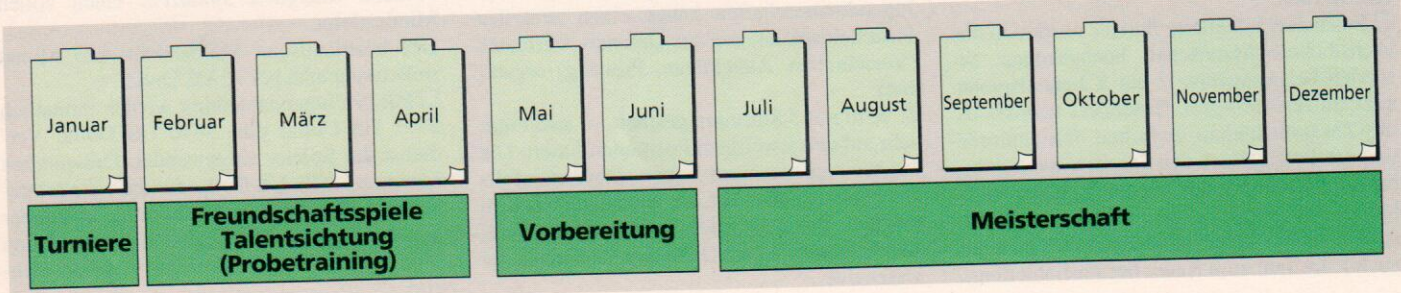 Januar
Februar
März
April
Mai
Juni
Juli
August
September
Oktober
November
Dezember
Turniere
Freundschaftsspiele
Talentsichtung
(Probetraining)
Vorbereitung
Meisterschaft